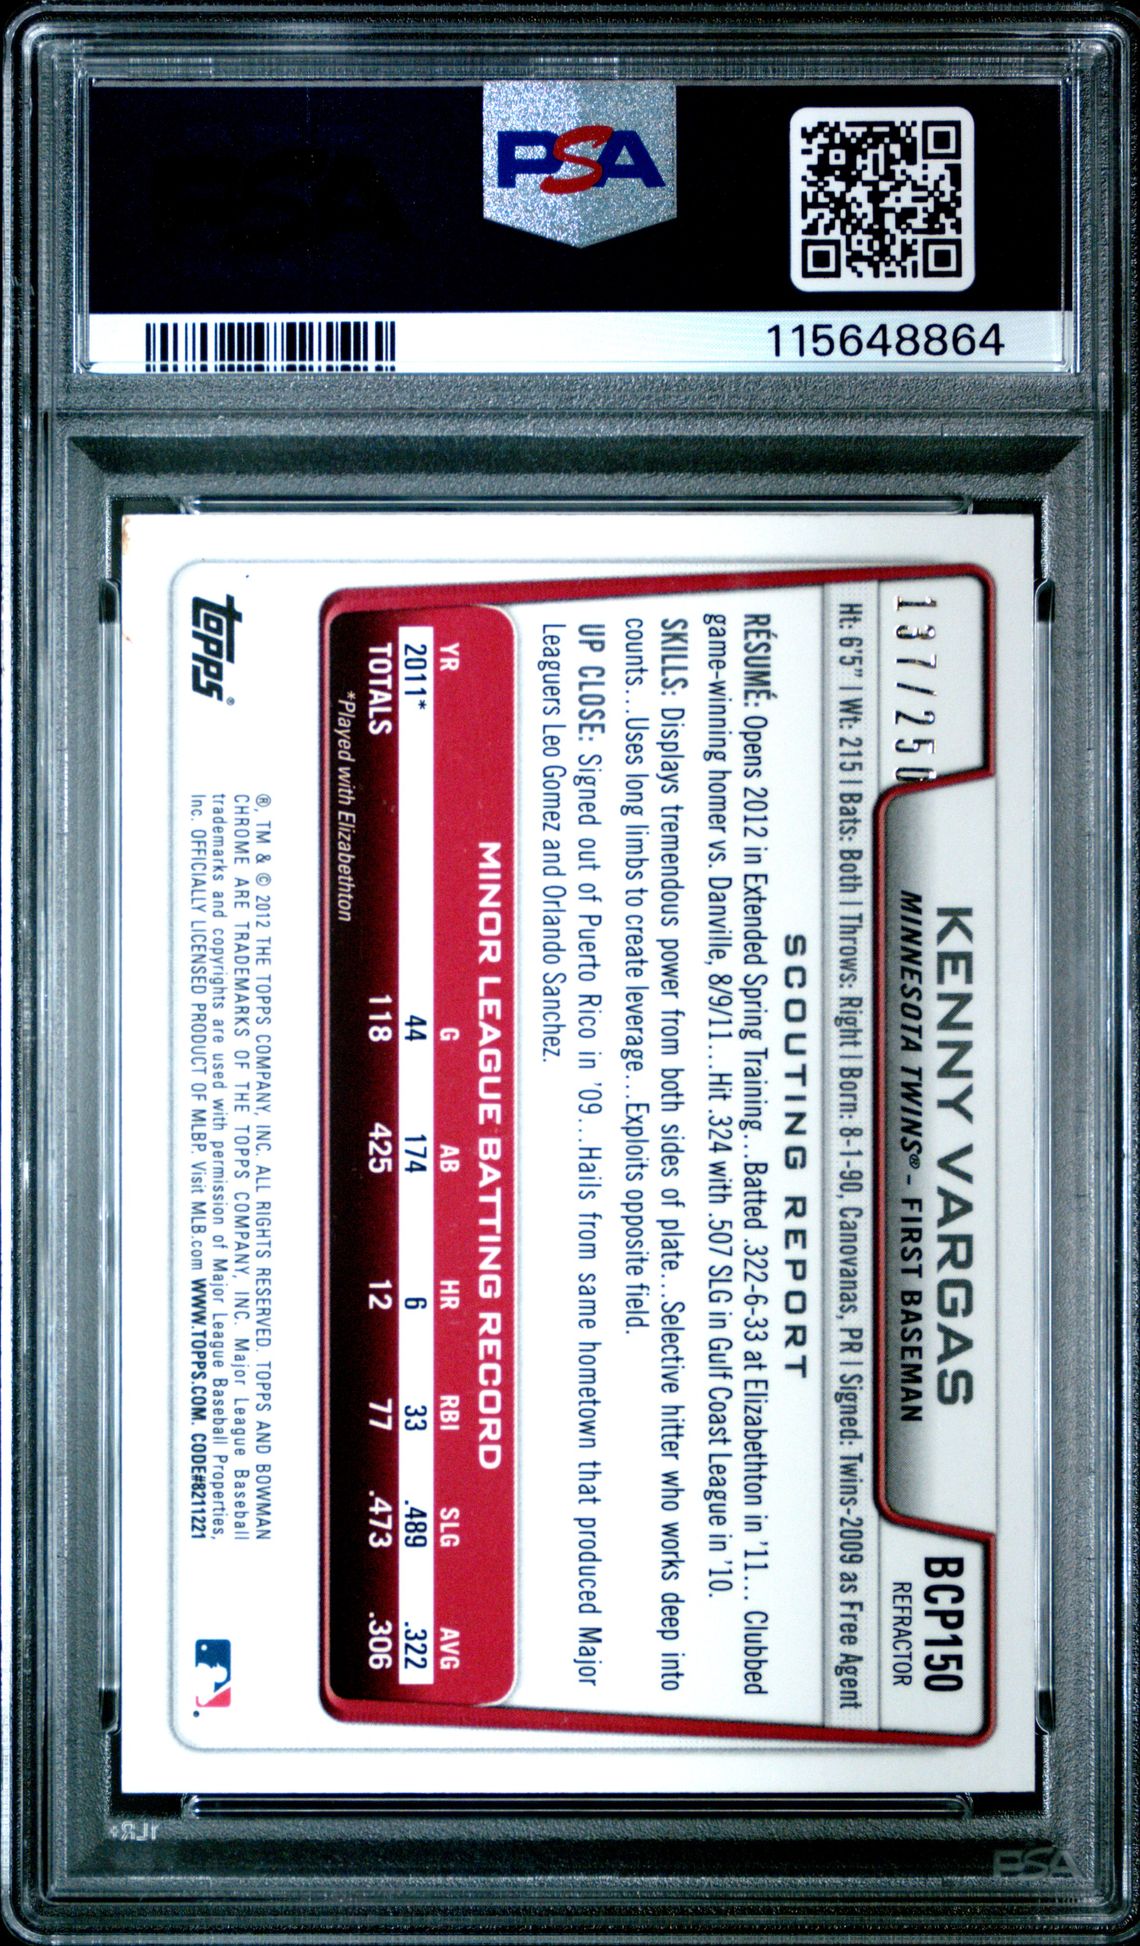 PSA
115648864
137/250
KENNY VARGAS
MINNESOTA TWINS® - FIRST BASEMAN
BCP150
REFRACTOR
Ht: 6'5" | Wt: 215 | Bats: Both | Throws: Right | Born: 8-1-90, Canovanas, PR | Signed: Twins-2009 as Free Agent
SCOUTING REPORT
RÉSUMÉ: Opens 2012 in Extended Spring Training...Batted .322-6-33 at Elizabethton in '11... Clubbed
game-winning homer vs. Danville, 8/9/11...Hit .324 with .507 SLG in Gulf Coast League in '10.
SKILLS: Displays tremendous power from both sides of plate...Selective hitter who works deep into
counts...Uses long limbs to create leverage...Exploits opposite field.
UP CLOSE: Signed out of Puerto Rico in '09...Hails from same hometown that produced Major
Leaguers Leo Gomez and Orlando Sanchez.
MINOR LEAGUE BATTING RECORD
YR G AB HR RBI SLG AVG
2011* 44 174 6 33 .489 .322
TOTALS 118 425 12 77 .473 .306
*Played with Elizabethton
topps®
®, TM & © 2012 THE TOPPS COMPANY, INC. ALL RIGHTS RESERVED. TOPPS AND BOWMAN
CHROME ARE TRADEMARKS OF THE TOPPS COMPANY, INC. Major League Baseball
trademarks and copyrights are used with permission of Major League Baseball Properties,
Inc. OFFICIALLY LICENSED PRODUCT OF MLBP. Visit MLB.com WWW.TOPPS.COM. CODE#8211221
PSA